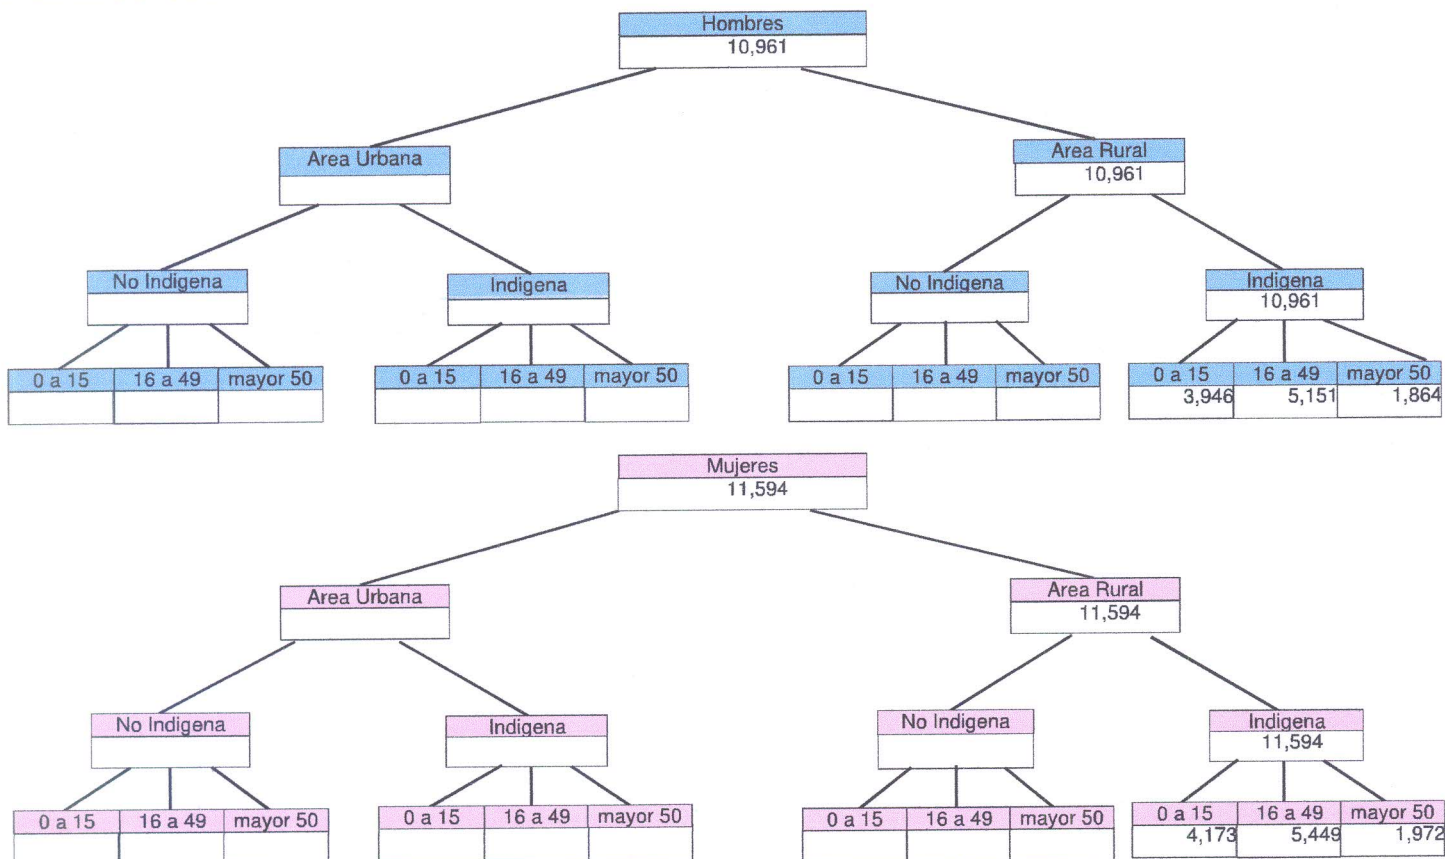 Hombres
10,961
Area Urbana
Area Rural
10,961
No Indigena
Indigena
No Indigena
Indigena
10,961
0 a 15 16 a 49 mayor 50
0 a 15 16 a 49 mayor 50
0 a 15 16 a 49 mayor 50
0 a 15 16 a 49 mayor 50
3,946 5,151 1,864
Mujeres
11,594
Area Urbana
Area Rural
11,594
No Indigena
Indigena
No Indigena
Indigena
11,594
0 a 15 16 a 49 mayor 50
0 a 15 16 a 49 mayor 50
0 a 15 16 a 49 mayor 50
0 a 15 16 a 49 mayor 50
4,173 5,449 1,972